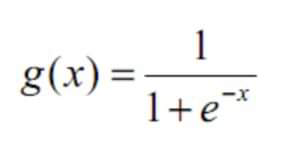 g(x) = 1 / (1 + e^{-x})